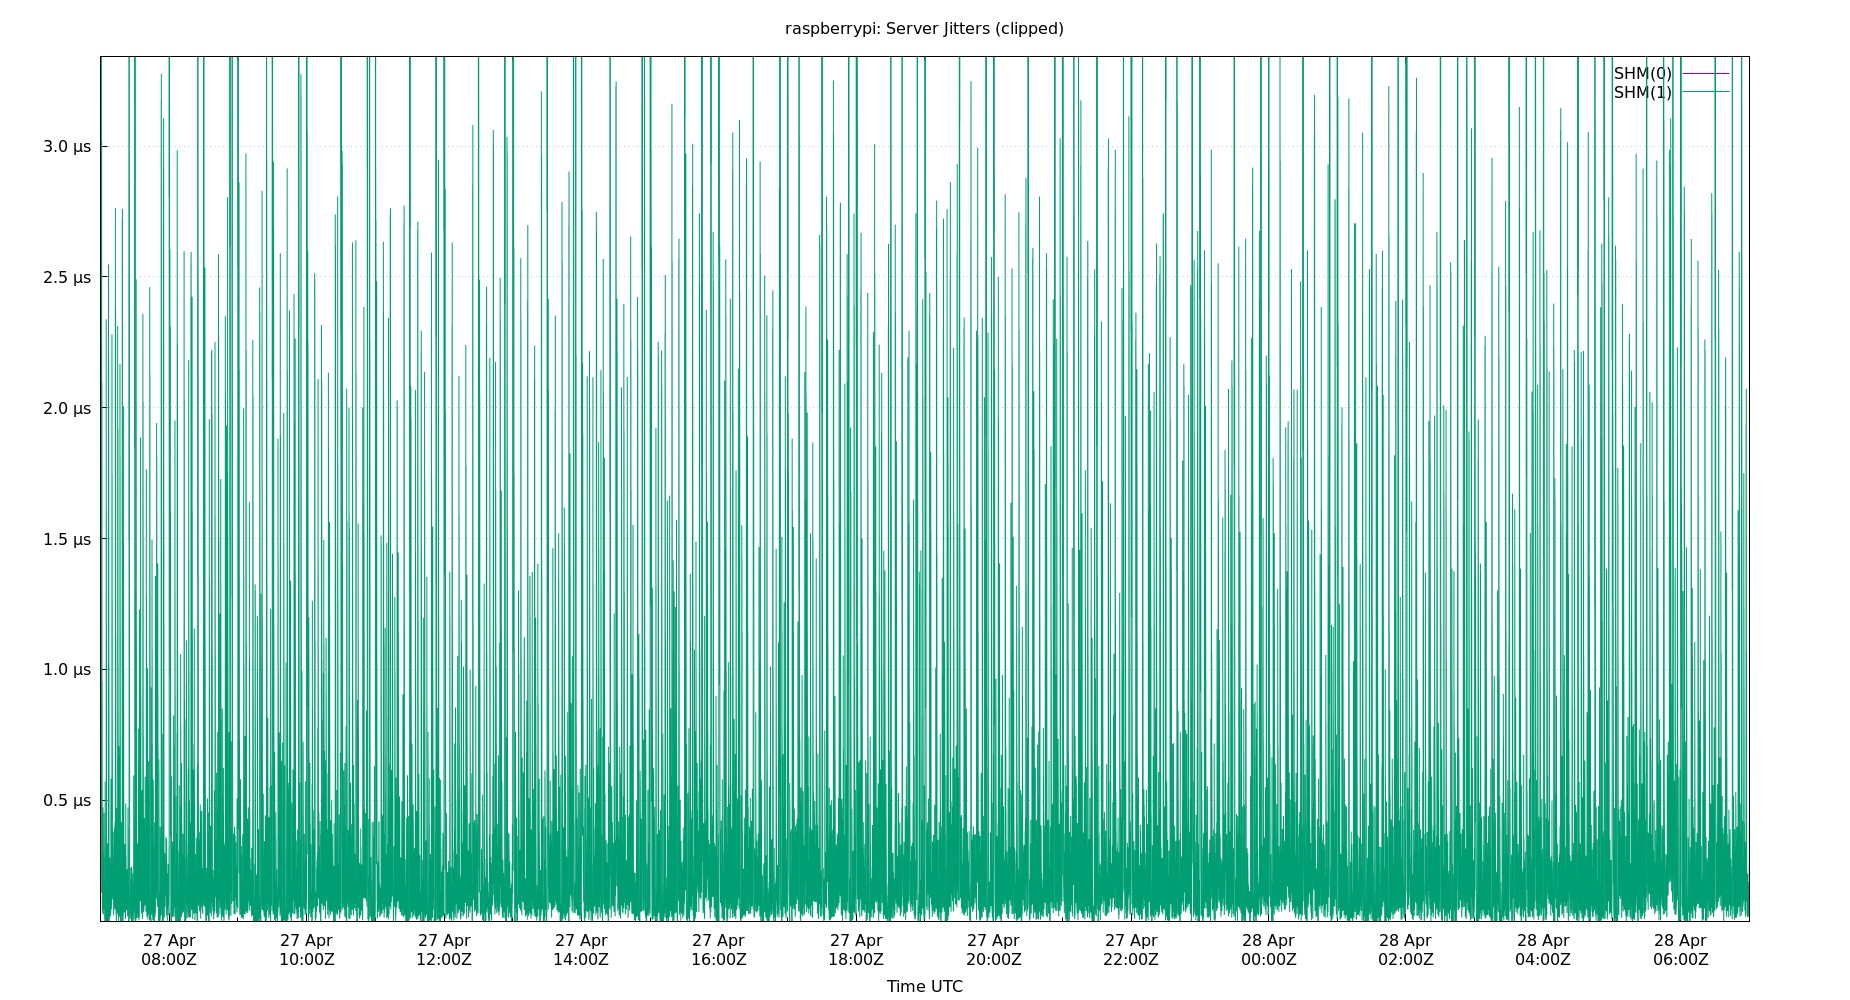 raspberrypi: Server Jitters (clipped)
SHM(0)
SHM(1)
3.0 µs
2.5 µs
2.0 µs
1.5 µs
1.0 µs
0.5 µs
27 Apr 27 Apr 27 Apr 27 Apr 27 Apr 27 Apr 27 Apr 27 Apr 28 Apr 28 Apr 28 Apr 28 Apr
08:00Z 10:00Z 12:00Z 14:00Z 16:00Z 18:00Z 20:00Z 22:00Z 00:00Z 02:00Z 04:00Z 06:00Z
Time UTC